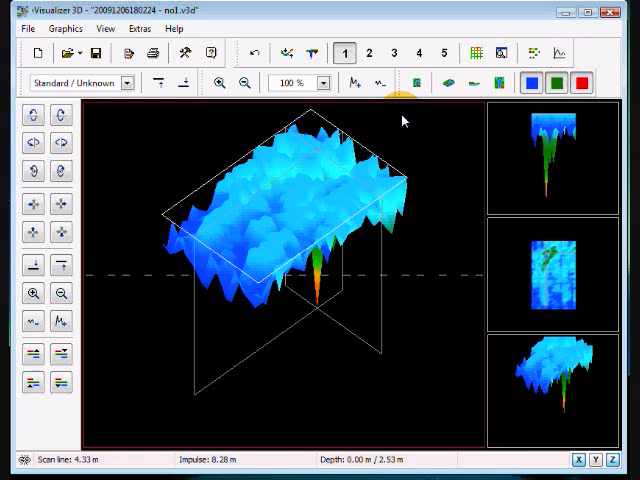 Visualizer 3D - "20091206180224 - no1.v3d"
File Graphics View Extras Help
1 2 3 4 5
Standard / Unknown 100 %
Scan line: 4.33 m Impulse: 8.28 m Depth: 0.00 m / 2.53 m X Y Z